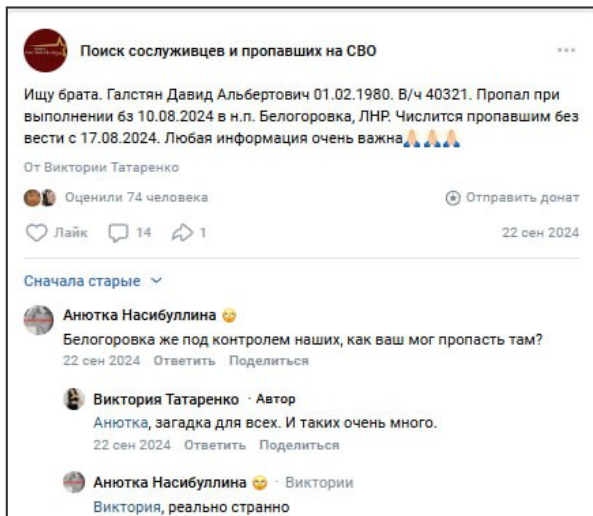 Поиск сослуживцев и пропавших на СВО
Ищу брата. Галстян Давид Альбертович 01.02.1980. В/ч 40321. Пропал при
выполнении бз 10.08.2024 в н.п. Белогоровка, ЛНР. Числится пропавшим без
вести с 17.08.2024. Любая информация очень важна🙏🏻🙏🏻🙏🏻
От Виктории Татаренко
Оценили 74 человека
Отправить донат
Лайк 14 1
22 сен 2024
Сначала старые
Анютка Насибуллина
Белогоровка же под контролем наших, как ваш мог пропасть там?
22 сен 2024 Ответить Поделиться
Виктория Татаренко · Автор
Анютка, загадка для всех. И таких очень много.
22 сен 2024 Ответить Поделиться
Анютка Насибуллина · Виктории
Виктория, реально странно